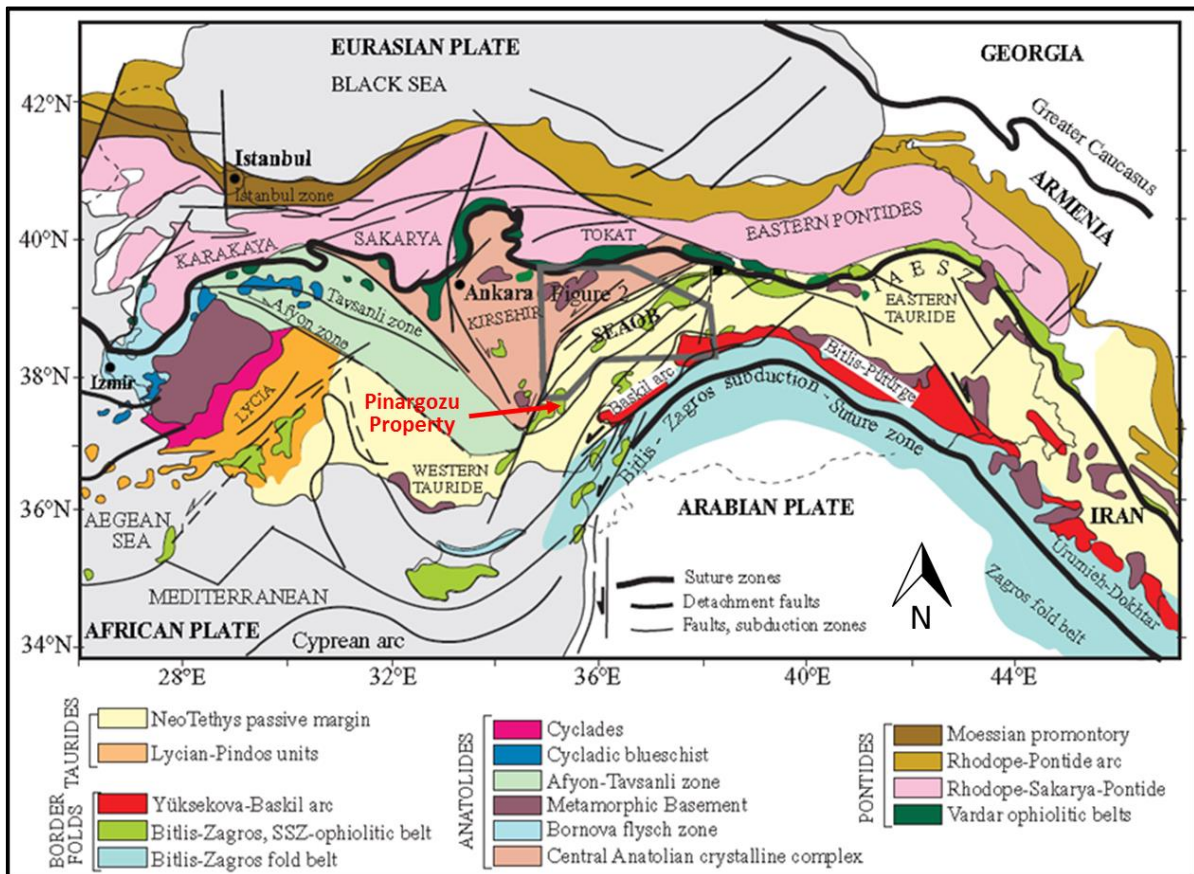 EURASIAN PLATE
BLACK SEA
GEORGIA
Greater Caucasus
ARMENIA
42°N
40°N
38°N
36°N
34°N
Istanbul
Istanbul zone
EASTERN PONTIDES
SAKARYA
TOKAT
KARAKAYA
Ankara
KIRSEHIR
Figure 2
IAESZ
EASTERN
TAURIDE
Tavsanli zone
Afyon zone
SEAOB
Izmir
LYCIA
Pinargozu
Property
Baskil arc
Bitlis-Pütürge
Bitlis - Zagros subduction - Suture zone
WESTERN
TAURIDE
ARABIAN PLATE
IRAN
AEGEAN
SEA
Urumieh-Dokhtar
Zagros fold belt
MEDITERRANEAN
AFRICAN PLATE
Cyprean arc
Suture zones
Detachment faults
Faults, subduction zones
N
28°E
32°E
36°E
40°E
44°E
TAURIDES
NeoTethys passive margin
Lycian-Pindos units
BORDER
FOLDS
Yüksekova-Baskil arc
Bitlis-Zagros, SSZ-ophiolitic belt
Bitlis-Zagros fold belt
ANATOLIDES
Cyclades
Cycladic blueschist
Afyon-Tavsanli zone
Metamorphic Basement
Bornova flysch zone
Central Anatolian crystalline complex
PONTIDES
Moessian promontory
Rhodope-Pontide arc
Rhodope-Sakarya-Pontide
Vardar ophiolitic belts